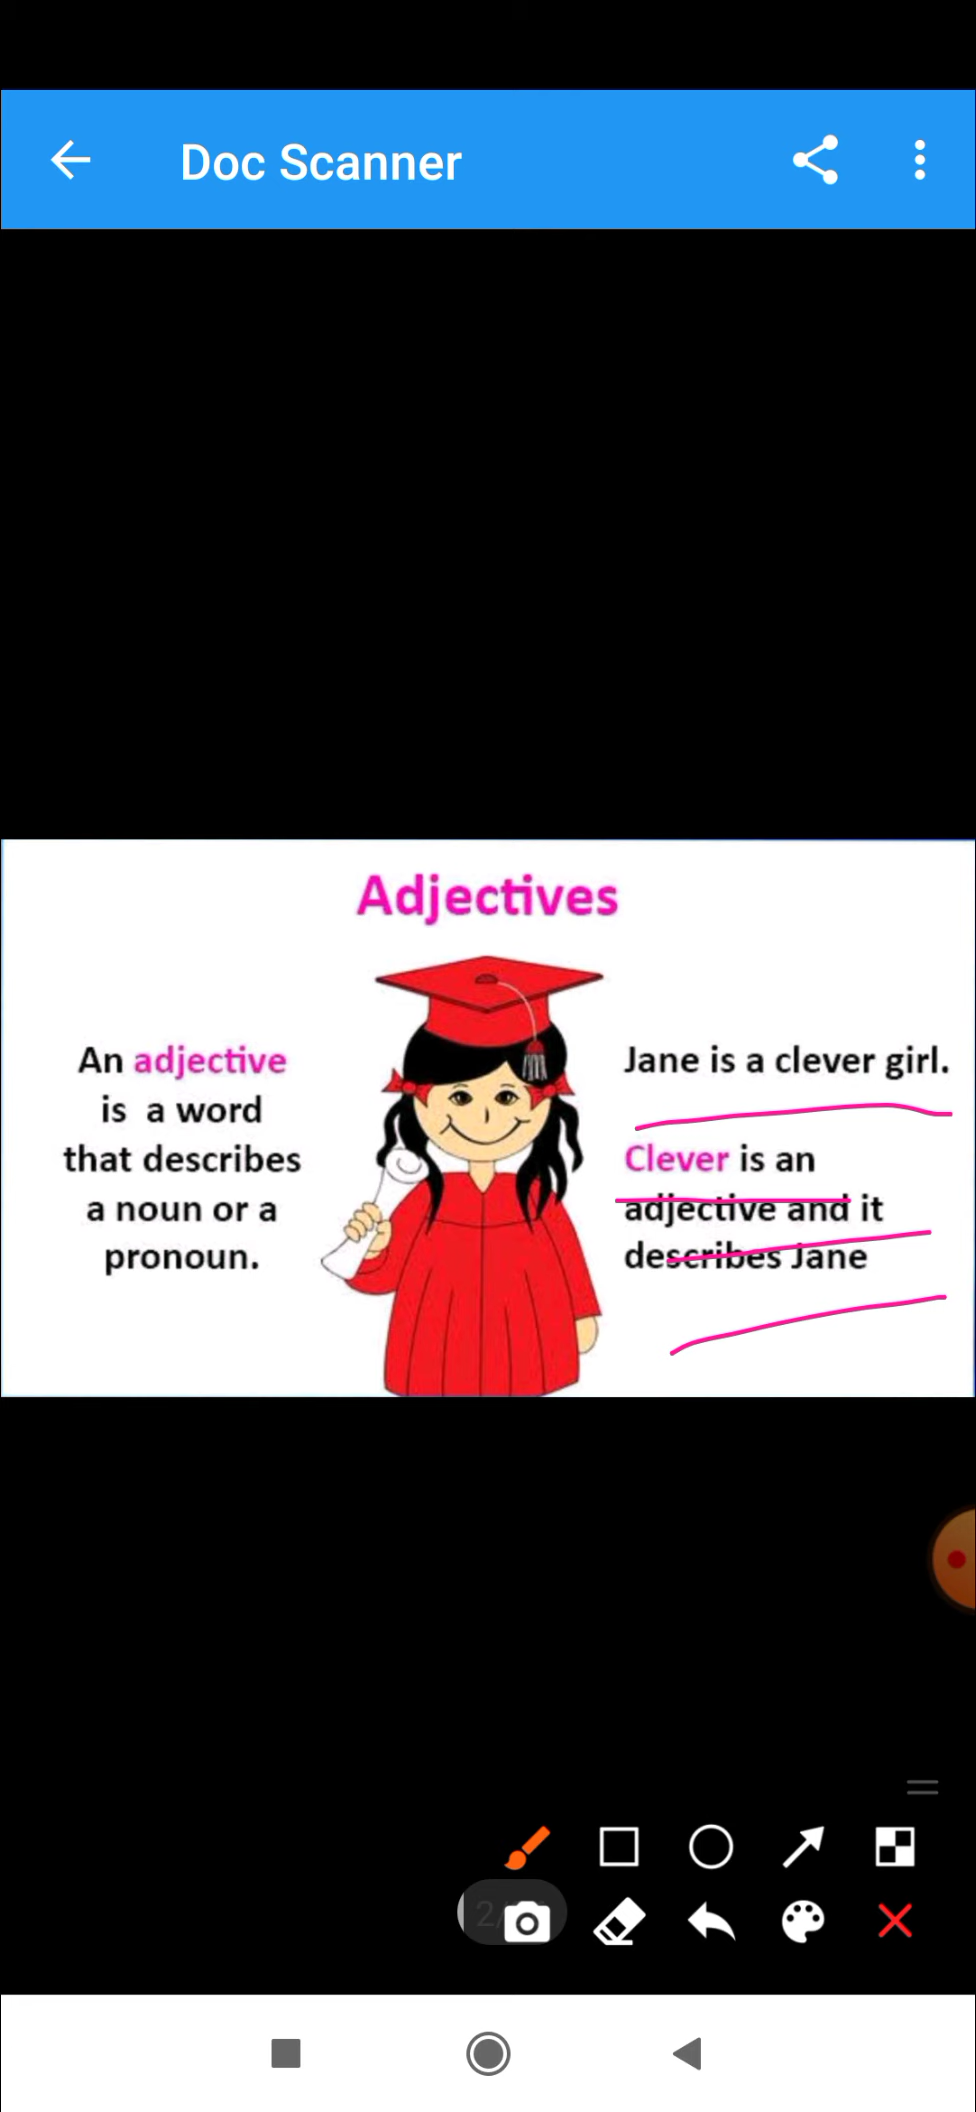 Doc Scanner
Adjectives
An adjective
is a word
that describes
a noun or a
pronoun.
Jane is a clever girl.
Clever is an
adjective and it
describes Jane